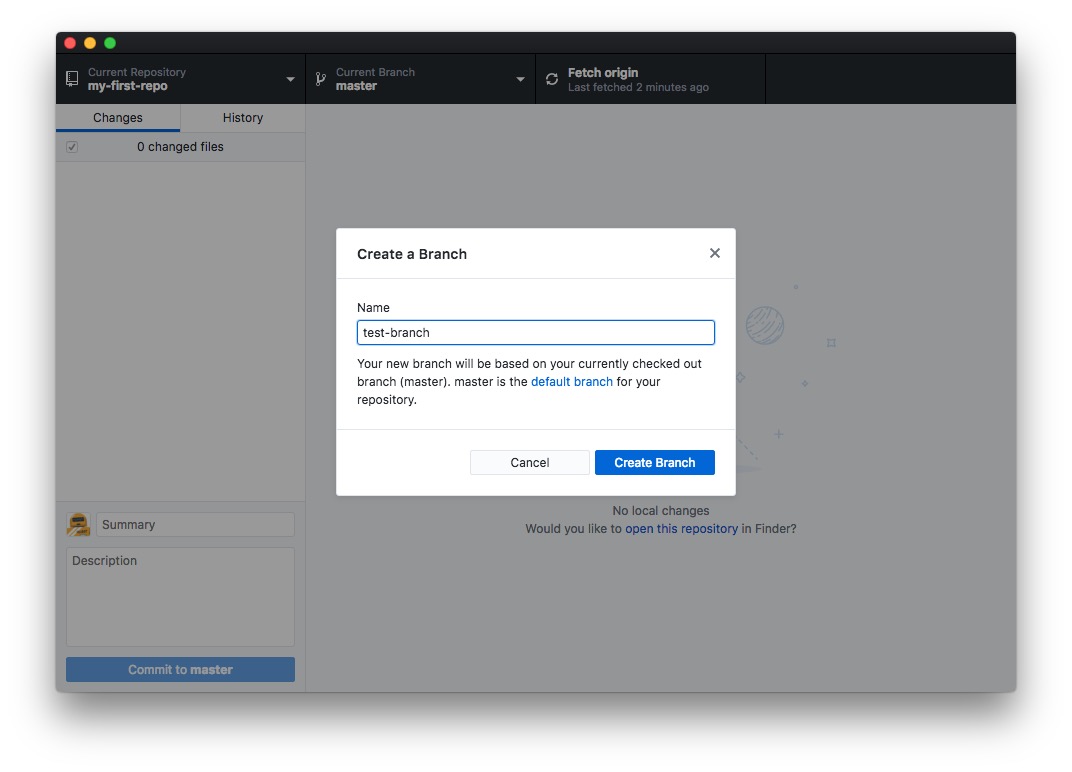 Current Repository
my-first-repo
Current Branch
master
Fetch origin
Last fetched 2 minutes ago
Changes
History
0 changed files
Create a Branch
Name
test-branch
Your new branch will be based on your currently checked out
branch (master). master is the default branch for your
repository.
Cancel
Create Branch
No local changes
Would you like to open this repository in Finder?
Summary
Description
Commit to master